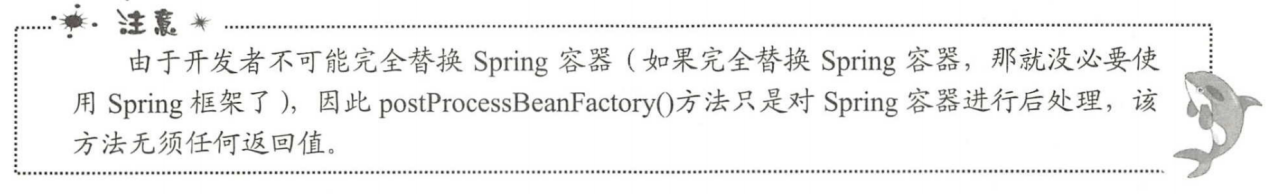 注意
由于开发者不可能完全替换 Spring 容器（如果完全替换 Spring 容器，那就没必要使
用 Spring 框架了），因此 postProcessBeanFactory()方法只是对 Spring 容器进行后处理，该
方法无须任何返回值。